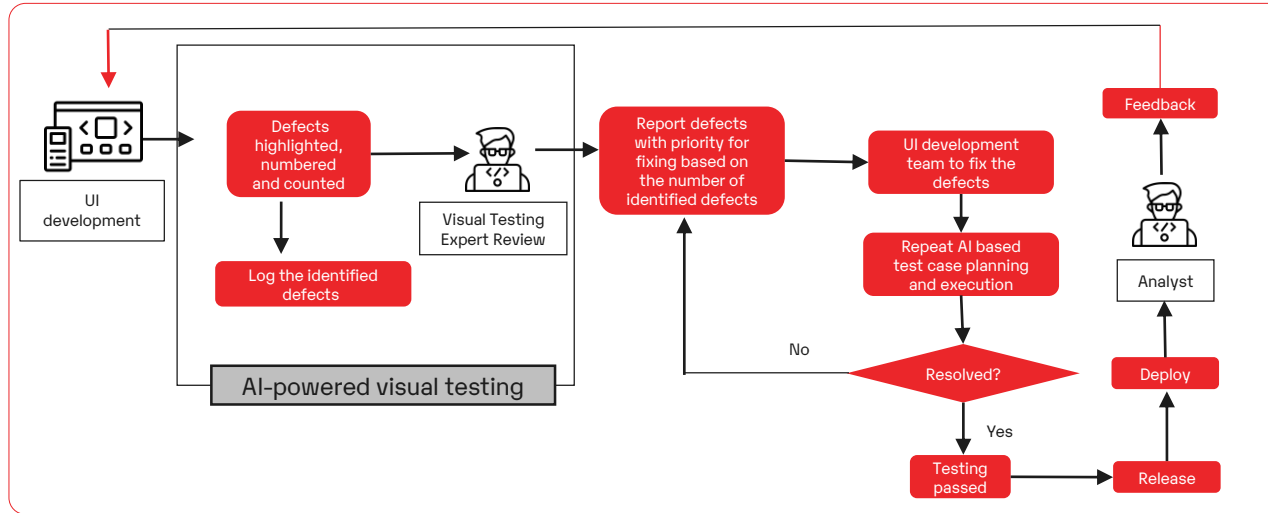 UI
development
Defects
highlighted,
numbered
and counted
Log the identified
defects
Visual Testing
Expert Review
AI-powered visual testing
Report defects
with priority for
fixing based on
the number of
identified defects
UI development
team to fix the
defects
Repeat AI based
test case planning
and execution
Resolved?
No
Yes
Testing
passed
Release
Deploy
Analyst
Feedback